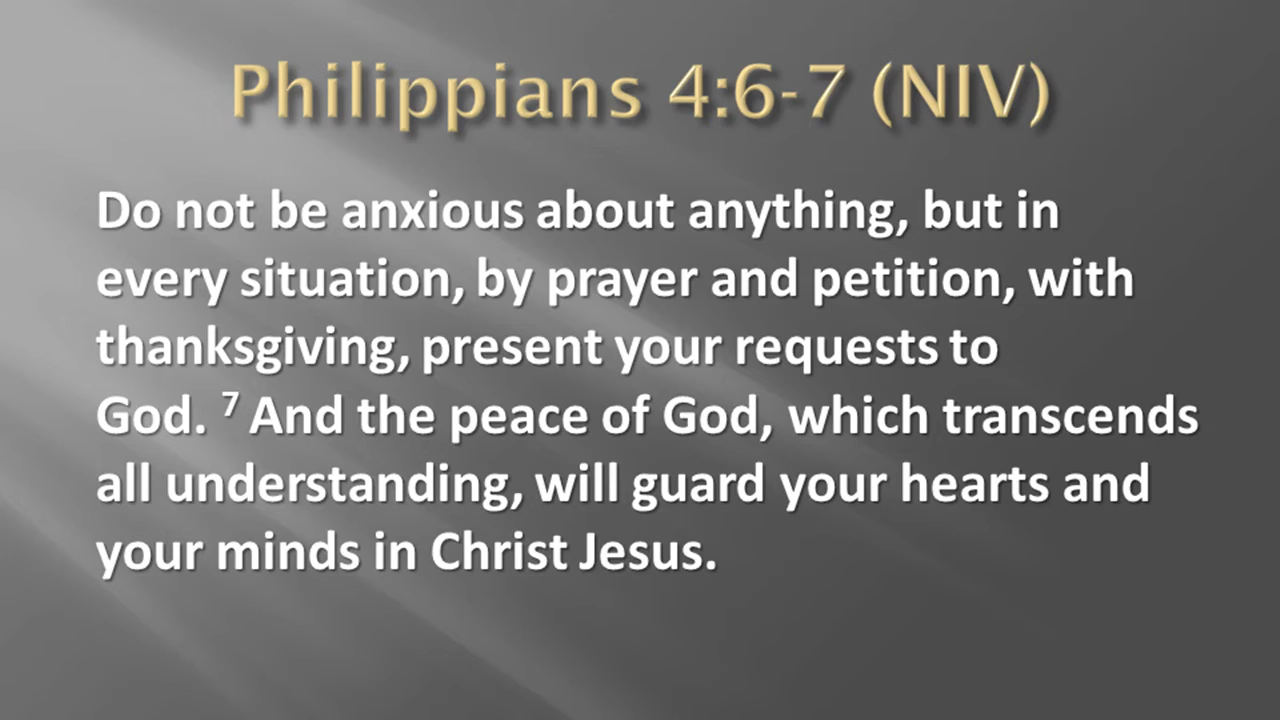 Philippians 4:6-7 (NIV)
Do not be anxious about anything, but in
every situation, by prayer and petition, with
thanksgiving, present your requests to
God. ⁷ And the peace of God, which transcends
all understanding, will guard your hearts and
your minds in Christ Jesus.